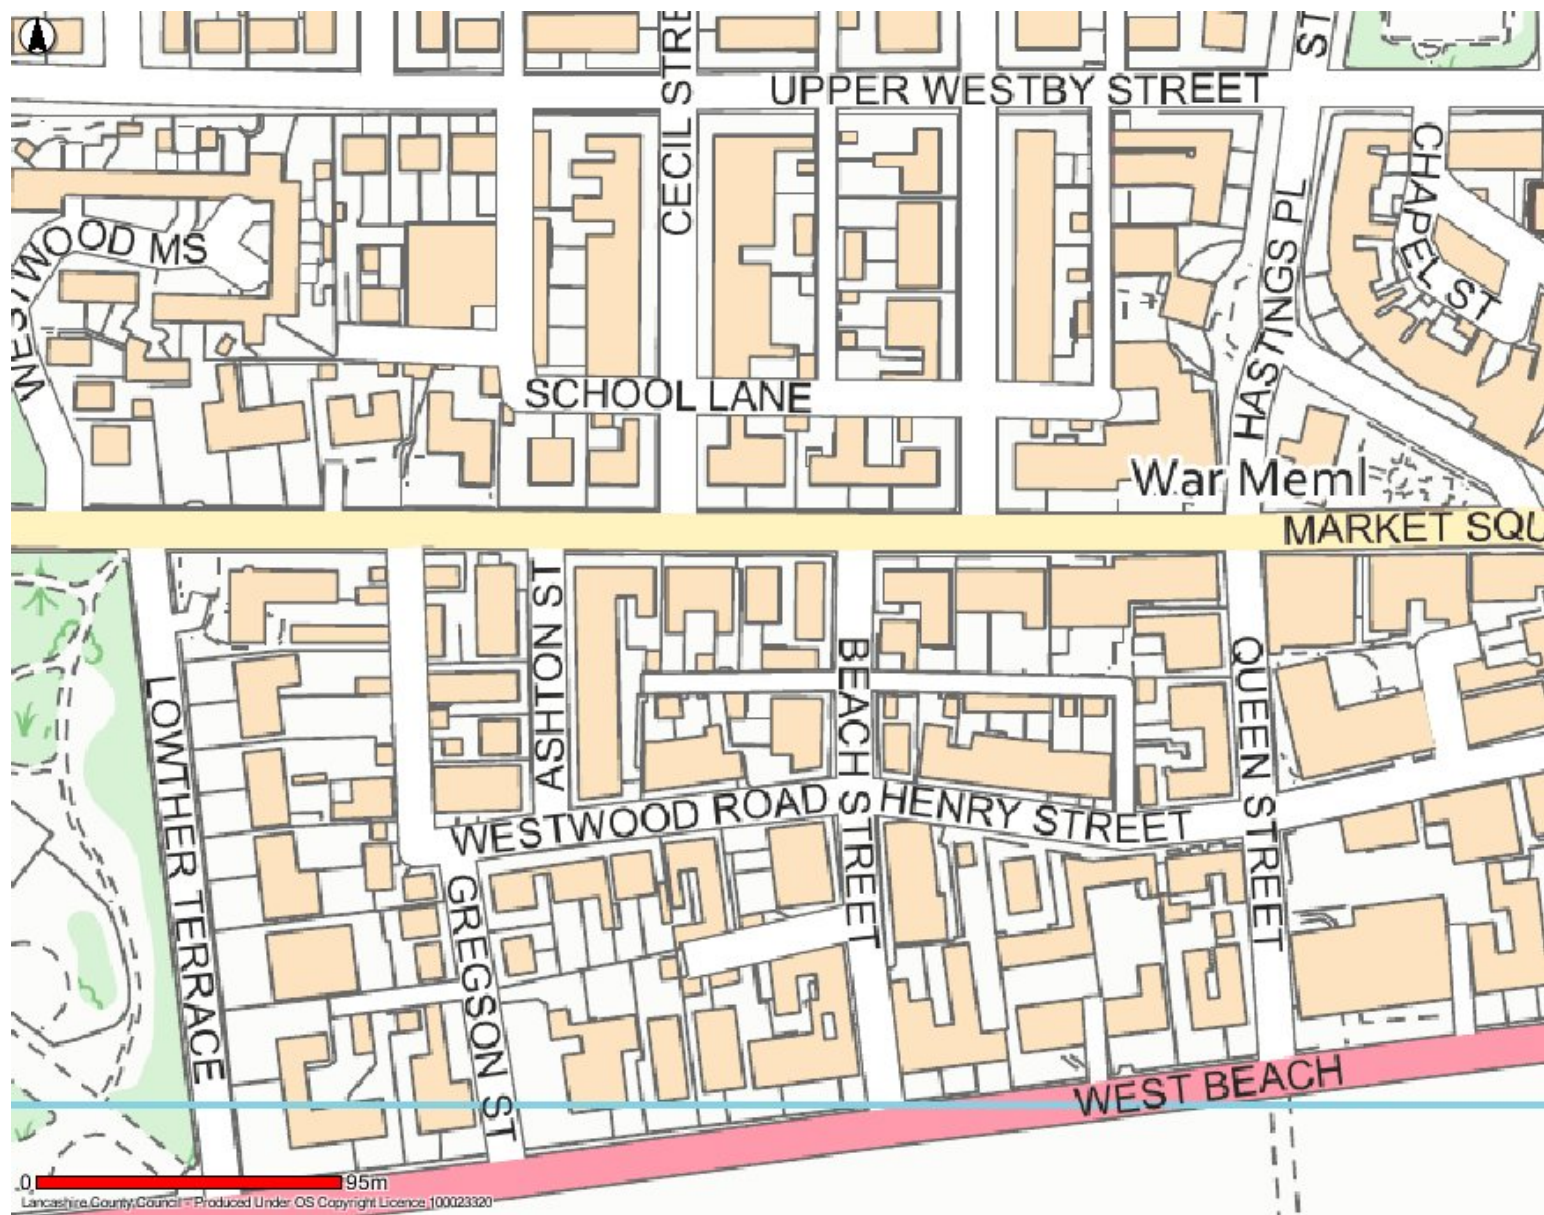 ST
UPPER WESTBY STREET
CECIL STRE
CHAPEL ST
WESTWOOD MS
HASTINGS PL
SCHOOL LANE
War Meml
MARKET SQU
ASHTON ST
BEACH STREET
QUEEN STREET
LOWTHER TERRACE
WESTWOOD ROAD
HENRY STREET
GREGSON ST
WEST BEACH
0 95m
Lancashire County Council - Produced Under OS Copyright Licence 100023320